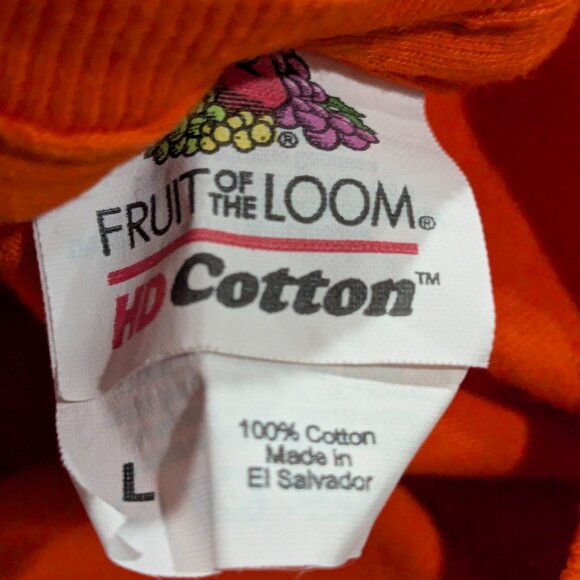 ®
FRUIT OF THE LOOM®
HD Cotton™
100% Cotton
Made in
L El Salvador